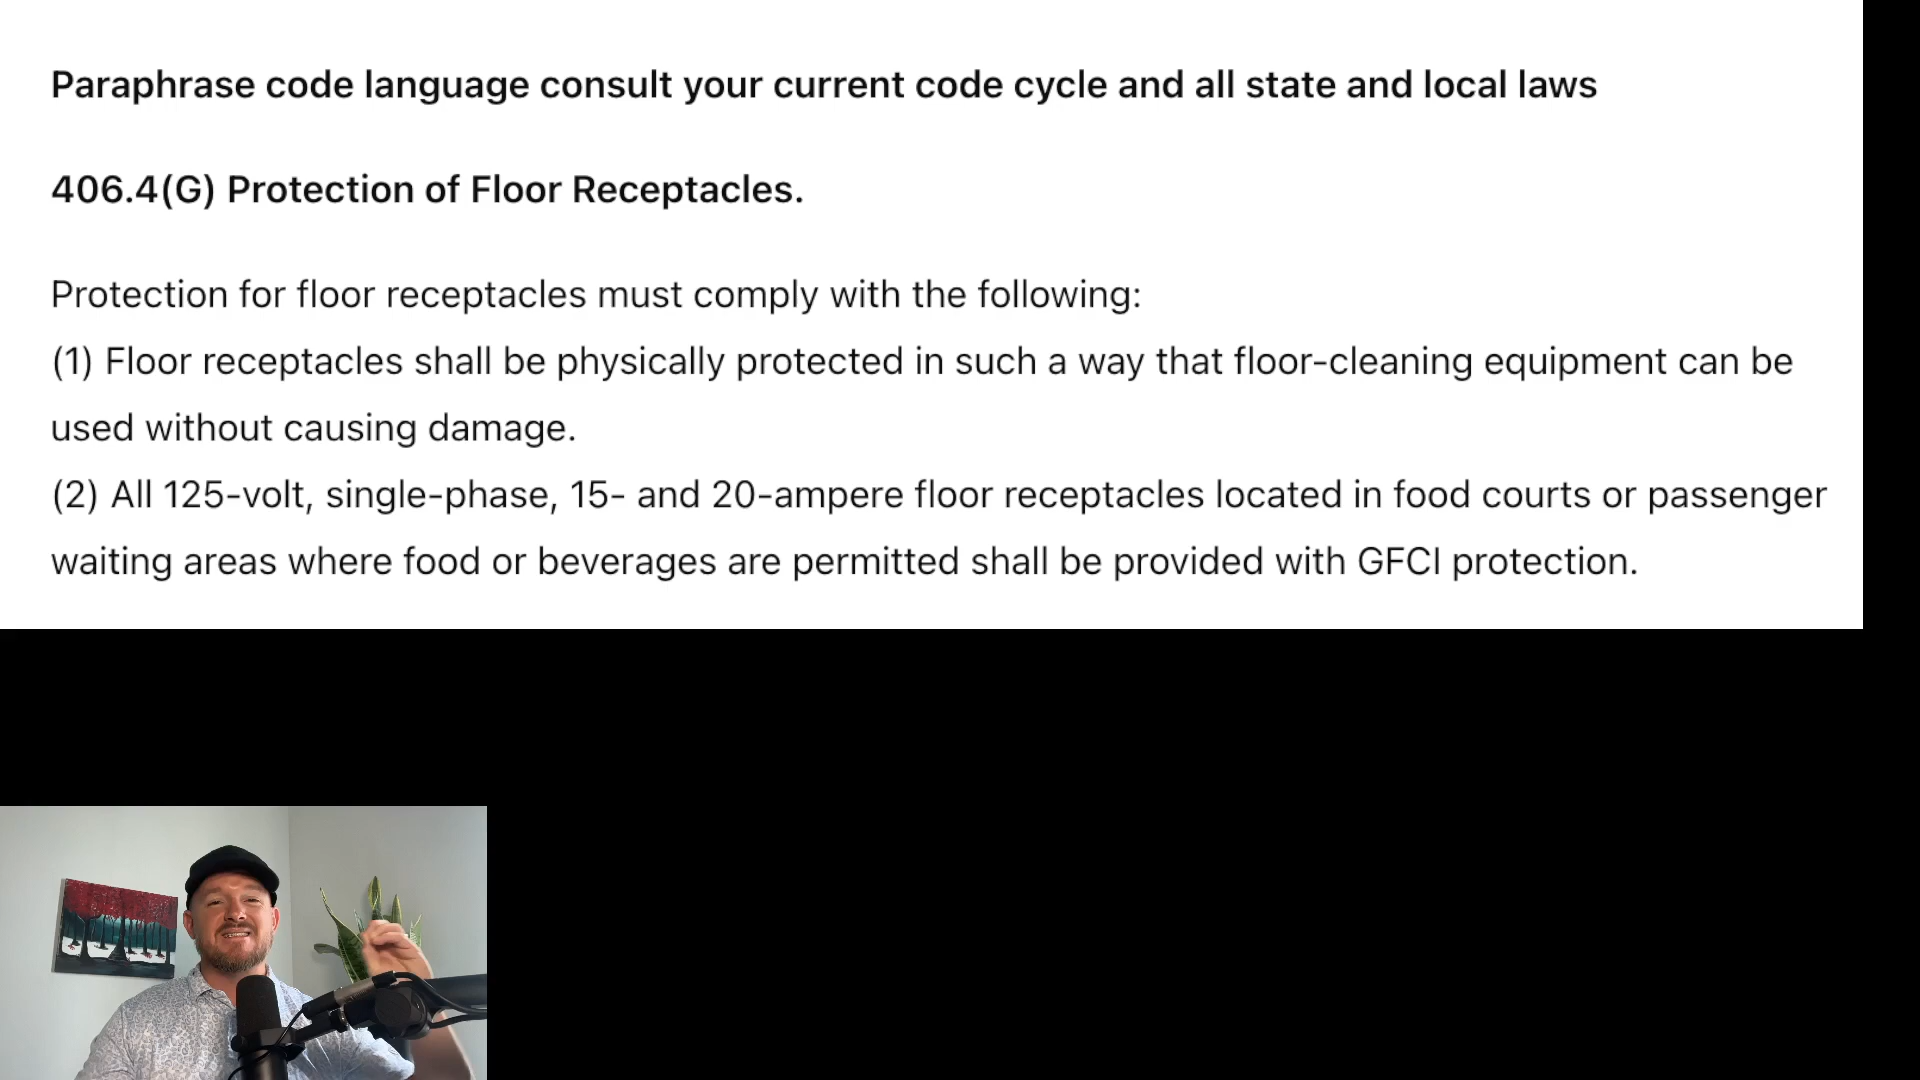 Paraphrase code language consult your current code cycle and all state and local laws
406.4(G) Protection of Floor Receptacles.
Protection for floor receptacles must comply with the following:
(1) Floor receptacles shall be physically protected in such a way that floor-cleaning equipment can be
used without causing damage.
(2) All 125-volt, single-phase, 15- and 20-ampere floor receptacles located in food courts or passenger
waiting areas where food or beverages are permitted shall be provided with GFCI protection.